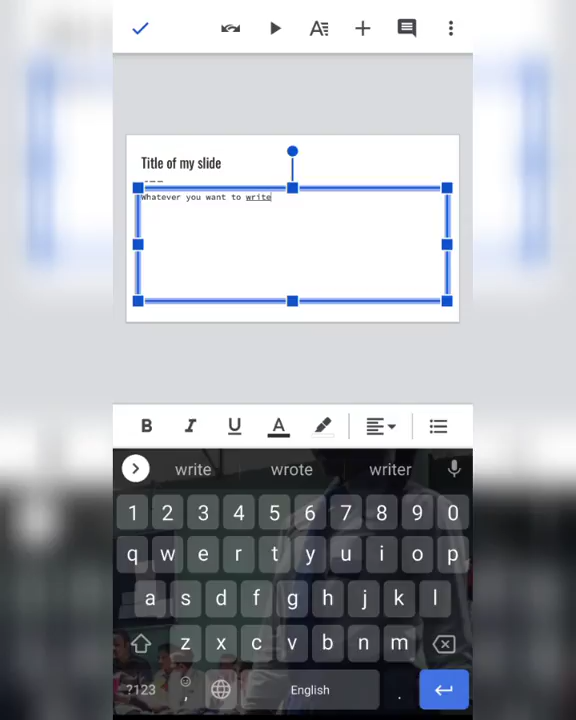 Title of my slide
Whatever you want to write
B I U A
write wrote writer
1 2 3 4 5 6 7 8 9 0
q w e r t y u i o p
a s d f g h j k l
z x c v b n m
?123 , English .